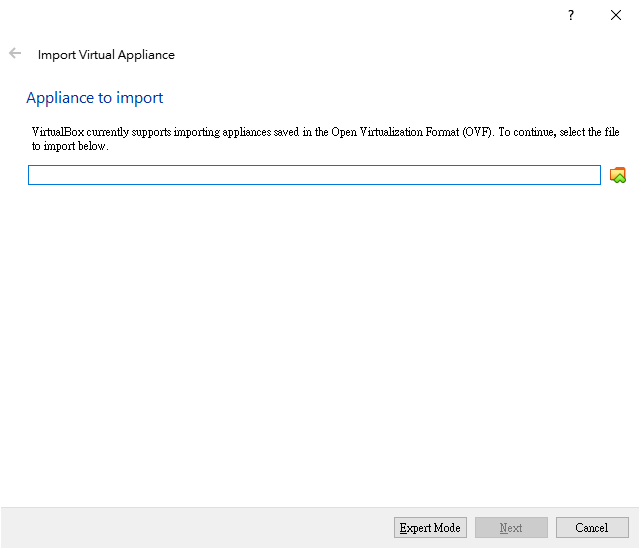 ?
Import Virtual Appliance
Appliance to import
VirtualBox currently supports importing appliances saved in the Open Virtualization Format (OVF). To continue, select the file
to import below.
Expert Mode Next Cancel